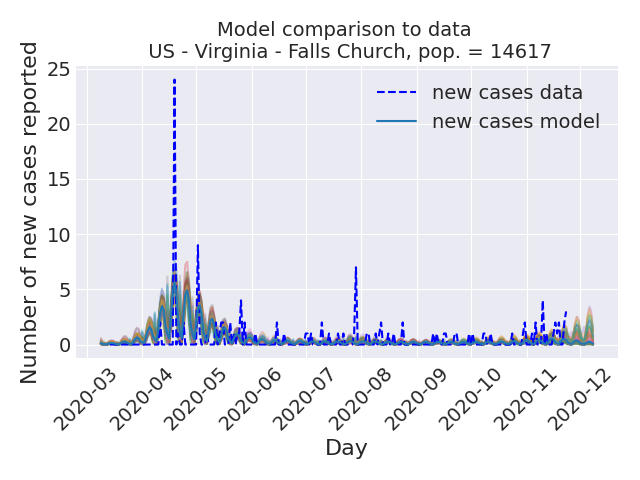 Model comparison to data
US - Virginia - Falls Church, pop. = 14617
Number of new cases reported
25
20
15
10
5
0
new cases data
new cases model
2020-03
2020-04
2020-05
2020-06
2020-07
2020-08
2020-09
2020-10
2020-11
2020-12
Day